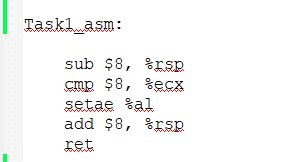 Task1_asm:
sub $8, %rsp
cmp $8, %ecx
setae %al
add $8, %rsp
ret